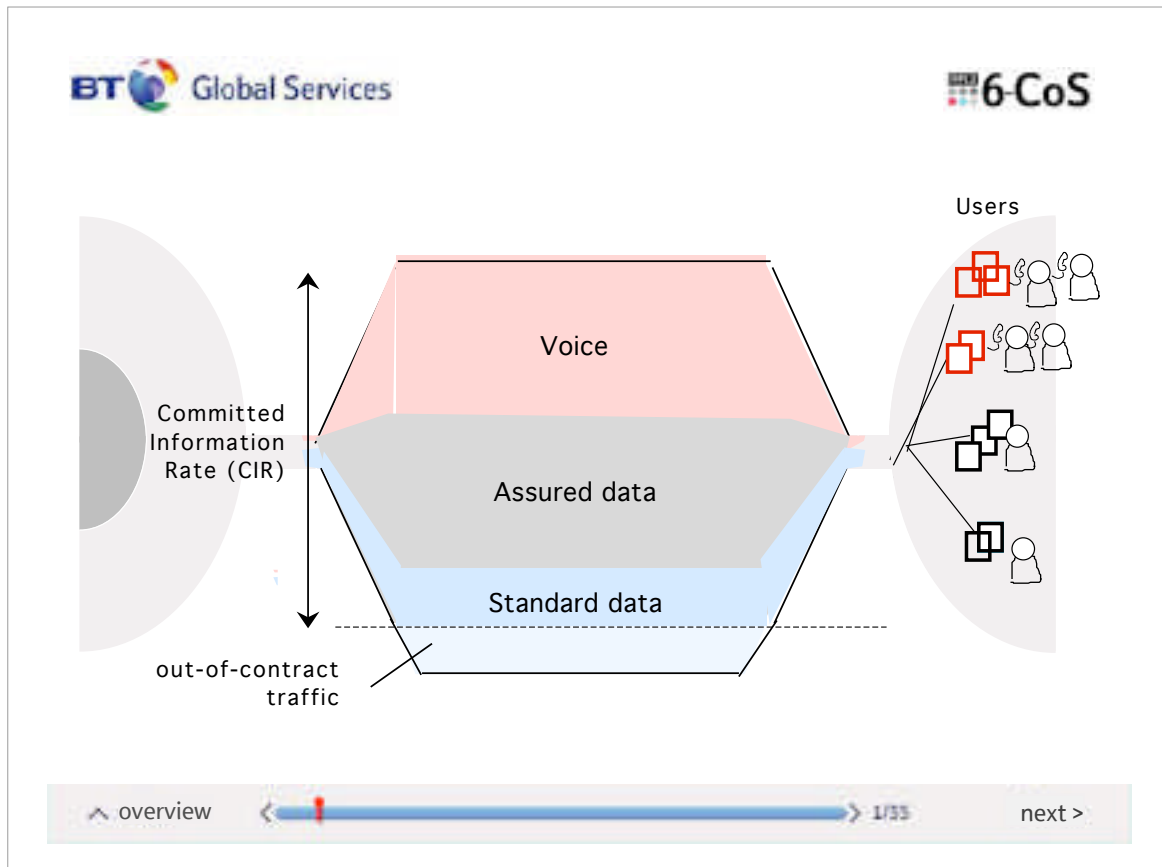 BT Global Services
6-CoS
Users
Voice
Committed
Information
Rate (CIR)
Assured data
Standard data
out-of-contract
traffic
overview
1/35
next >